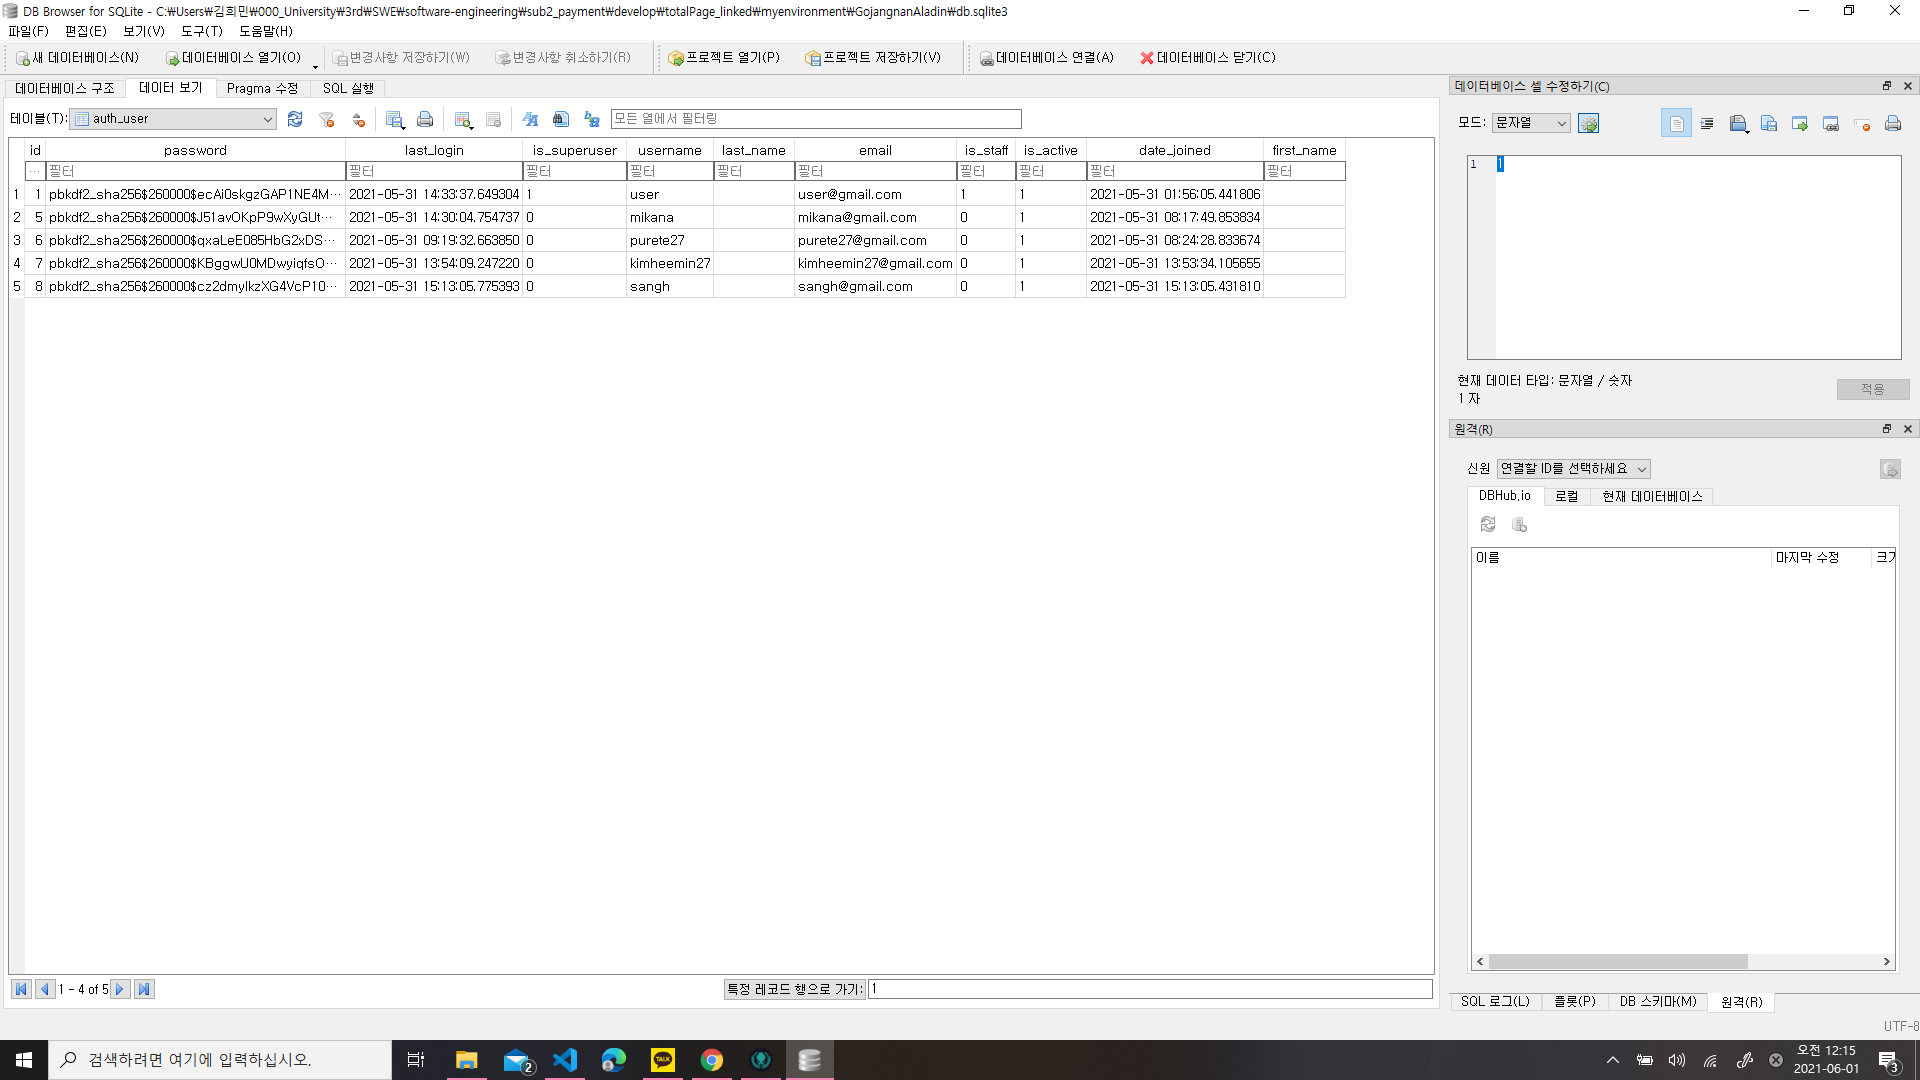 DB Browser for SQLite - C:₩Users₩김희민₩000_University₩3rd₩SWE₩software-engineering₩sub2_payment₩develop₩totalPage_linked₩myenvironment₩GojangnanAladin₩db.sqlite3
파일(F) 편집(E) 보기(V) 도구(T) 도움말(H)
새 데이터베이스(N) 데이터베이스 열기(O) 변경사항 저장하기(W) 변경사항 취소하기(R) 프로젝트 열기(P) 프로젝트 저장하기(V) 데이터베이스 연결(A) 데이터베이스 닫기(C)
데이터베이스 구조 데이터 보기 Pragma 수정 SQL 실행
테이블(T): auth_user 모든 열에서 필터링
id password last_login is_superuser username last_name email is_staff is_active date_joined first_name
... 필터 필터 필터 필터 필터 필터 필터 필터 필터 필터
1 1 pbkdf2_sha256$260000$ecAi0skgzGAP1NE4M... 2021-05-31 14:33:37.649304 1 user user@gmail.com 1 1 2021-05-31 01:56:05.441806
2 5 pbkdf2_sha256$260000$J51avOKpP9wXyGUt... 2021-05-31 14:30:04.754737 0 mikana mikana@gmail.com 0 1 2021-05-31 08:17:49.853834
3 6 pbkdf2_sha256$260000$qxaLeE085HbG2xDS... 2021-05-31 09:19:32.663850 0 purete27 purete27@gmail.com 0 1 2021-05-31 08:24:28.833674
4 7 pbkdf2_sha256$260000$KBggwU0MDwyiqfsO... 2021-05-31 13:54:09.247220 0 kimheemin27 kimheemin27@gmail.com 0 1 2021-05-31 13:53:34.105655
5 8 pbkdf2_sha256$260000$cz2dmylkzXG4VcP10... 2021-05-31 15:13:05.775393 0 sangh sangh@gmail.com 0 1 2021-05-31 15:13:05.431810
1 - 4 of 5 특정 레코드 행으로 가기: 1
데이터베이스 셀 수정하기(C)
모드: 문자열
1 1
현재 데이터 타입: 문자열 / 숫자
1 자
적용
원격(R)
신원 연결할 ID를 선택하세요
DBHub.io 로컬 현재 데이터베이스
이름 마지막 수정
SQL 로그(L) 플롯(P) DB 스키마(M) 원격(R)
UTF-8
검색하려면 여기에 입력하십시오.
2
TALK
오전 12:15
2021-06-01
3